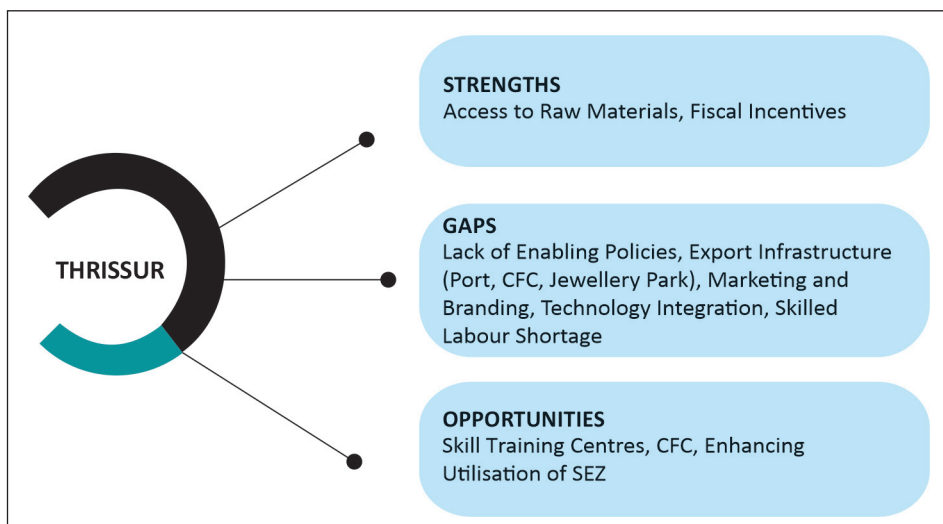 THRISSUR
STRENGTHS
Access to Raw Materials, Fiscal Incentives
GAPS
Lack of Enabling Policies, Export Infrastructure
(Port, CFC, Jewellery Park), Marketing and
Branding, Technology Integration, Skilled
Labour Shortage
OPPORTUNITIES
Skill Training Centres, CFC, Enhancing
Utilisation of SEZ